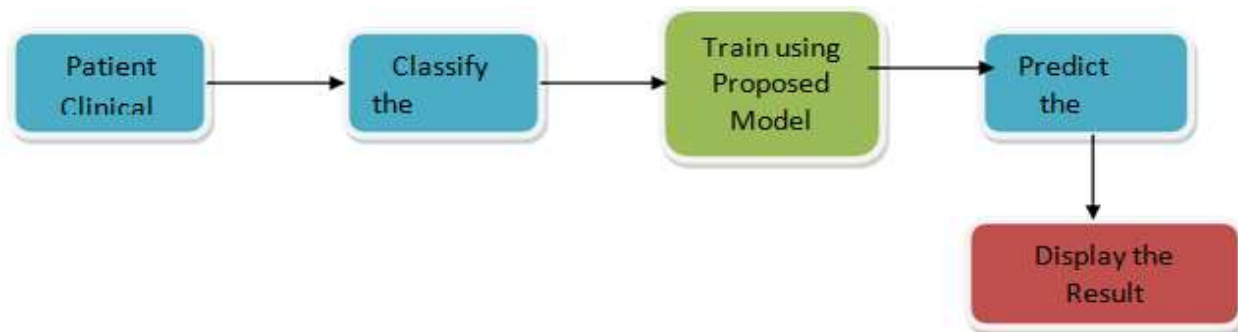 Patient
Clinical
Classify
the
Train using
Proposed
Model
Predict
the
Display the
Result